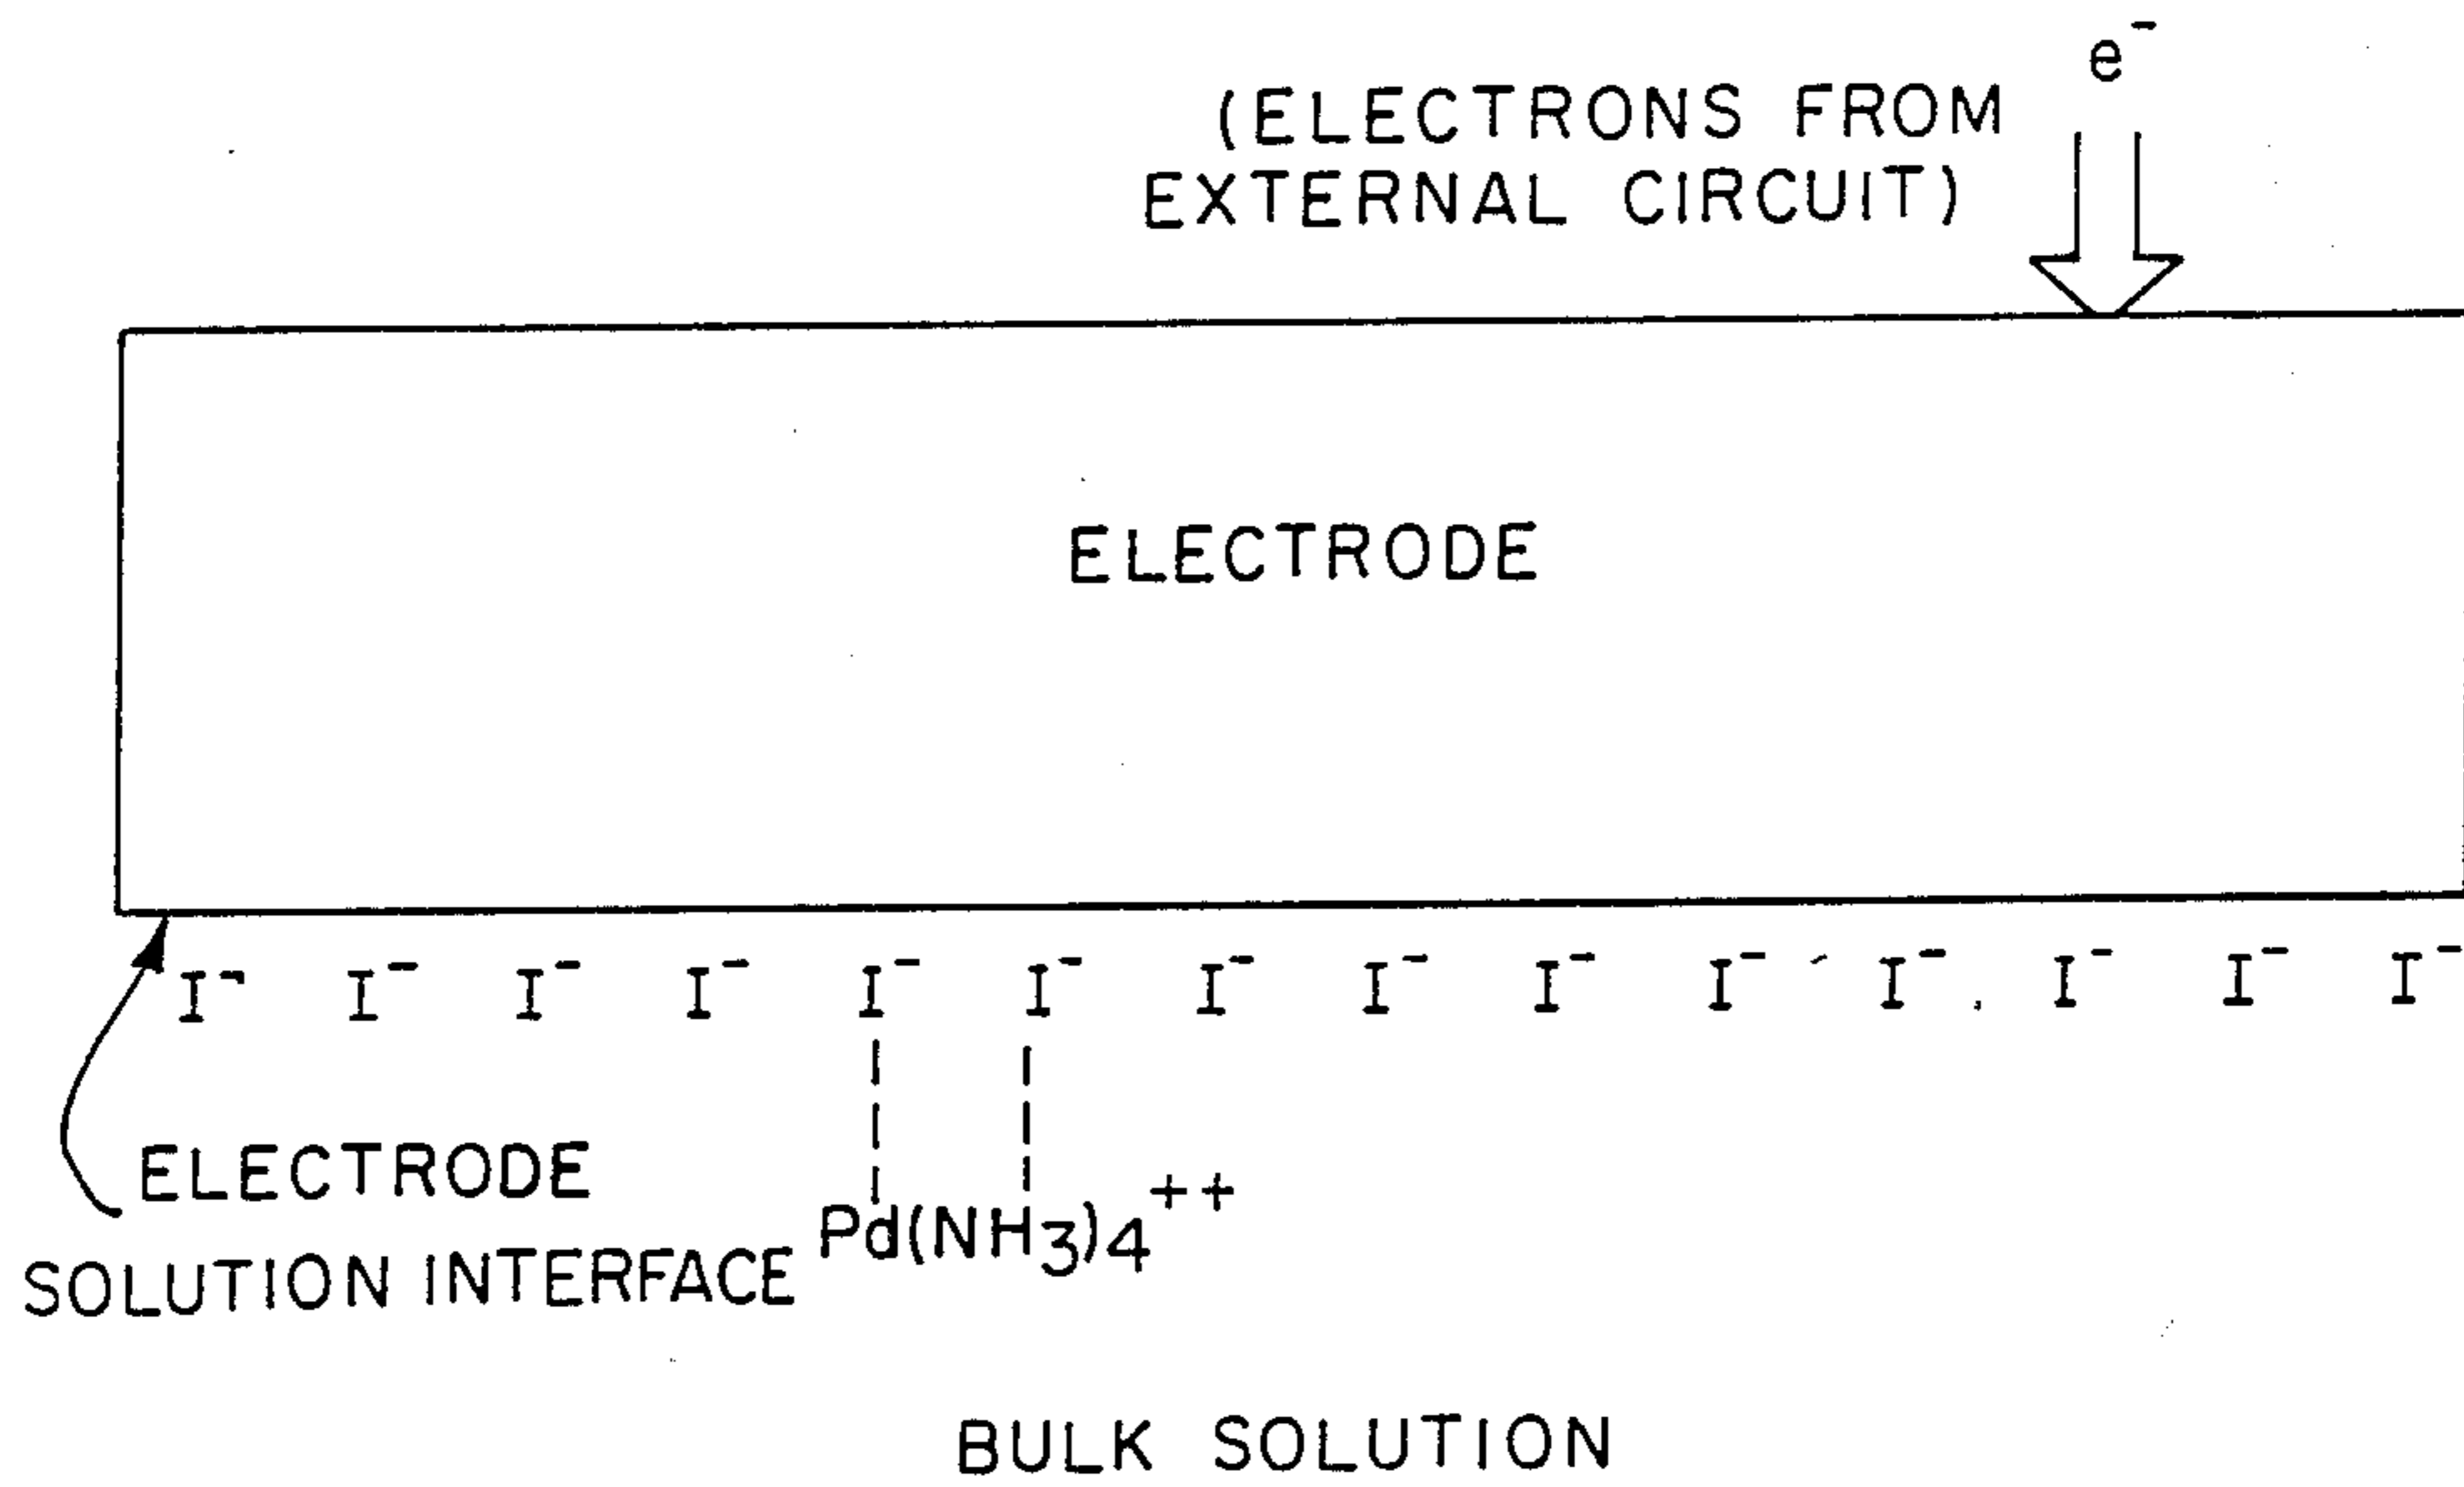 e⁻
(ELECTRONS FROM
EXTERNAL CIRCUIT)
ELECTRODE
I⁻ I⁻ I⁻ I⁻ I⁻ I⁻ I⁻ I⁻ I⁻ I⁻ I⁻ I⁻ I⁻ I⁻
ELECTRODE
SOLUTION INTERFACE
Pd(NH₃)₄⁺⁺
BULK SOLUTION